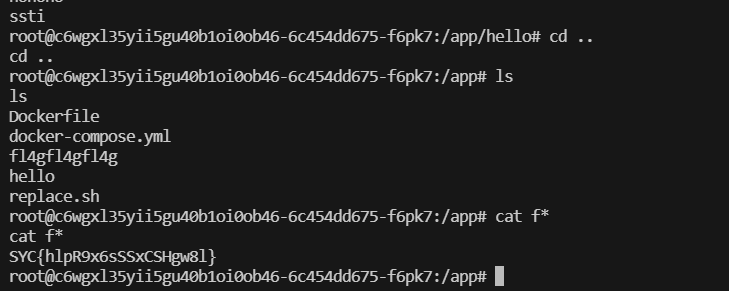 ssti
root@c6wgxl35yii5gu40b1oi0ob46-6c454dd675-f6pk7:/app/hello# cd ..
cd ..
root@c6wgxl35yii5gu40b1oi0ob46-6c454dd675-f6pk7:/app# ls
ls
Dockerfile
docker-compose.yml
fl4gfl4gfl4g
hello
replace.sh
root@c6wgxl35yii5gu40b1oi0ob46-6c454dd675-f6pk7:/app# cat f*
cat f*
SYC{hlpR9x6sSSxCSHgw8l}
root@c6wgxl35yii5gu40b1oi0ob46-6c454dd675-f6pk7:/app#